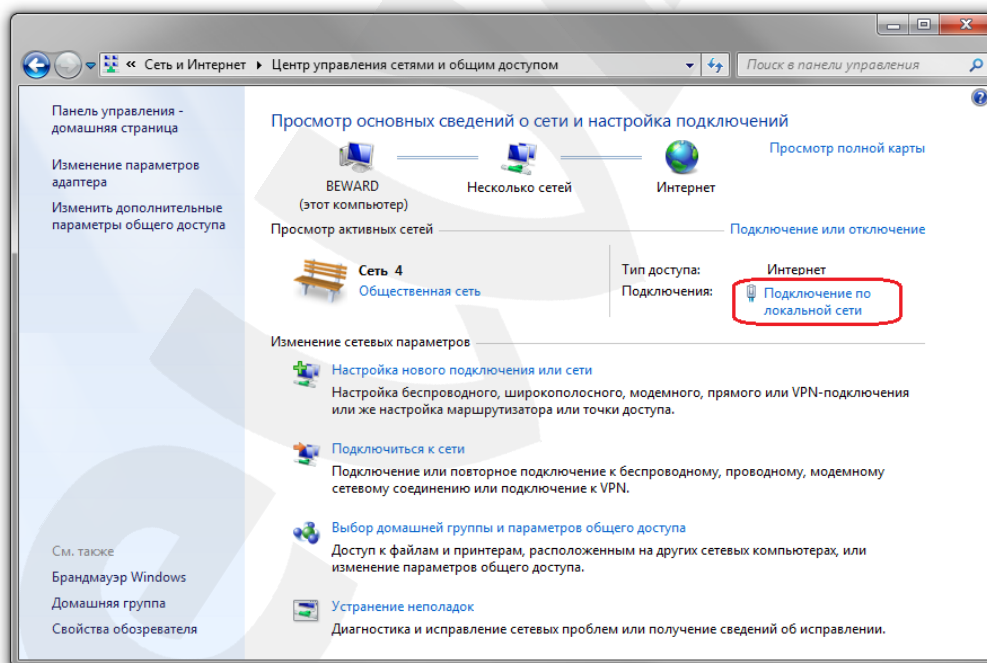 « Сеть и Интернет ▸ Центр управления сетями и общим доступом
Поиск в панели управления
Панель управления -
домашняя страница
Изменение параметров
адаптера
Изменить дополнительные
параметры общего доступа
Просмотр основных сведений о сети и настройка подключений
BEWARD
(этот компьютер)
Несколько сетей
Интернет
Просмотр полной карты
Просмотр активных сетей
Подключение или отключение
Сеть 4
Общественная сеть
Тип доступа: Интернет
Подключения: Подключение по
локальной сети
Изменение сетевых параметров
Настройка нового подключения или сети
Настройка беспроводного, широкополосного, модемного, прямого или VPN-подключения
или же настройка маршрутизатора или точки доступа.
Подключиться к сети
Подключение или повторное подключение к беспроводному, проводному, модемному
сетевому соединению или подключение к VPN.
Выбор домашней группы и параметров общего доступа
Доступ к файлам и принтерам, расположенным на других сетевых компьютерах, или
изменение параметров общего доступа.
Устранение неполадок
Диагностика и исправление сетевых проблем или получение сведений об исправлении.
См. также
Брандмауэр Windows
Домашняя группа
Свойства обозревателя